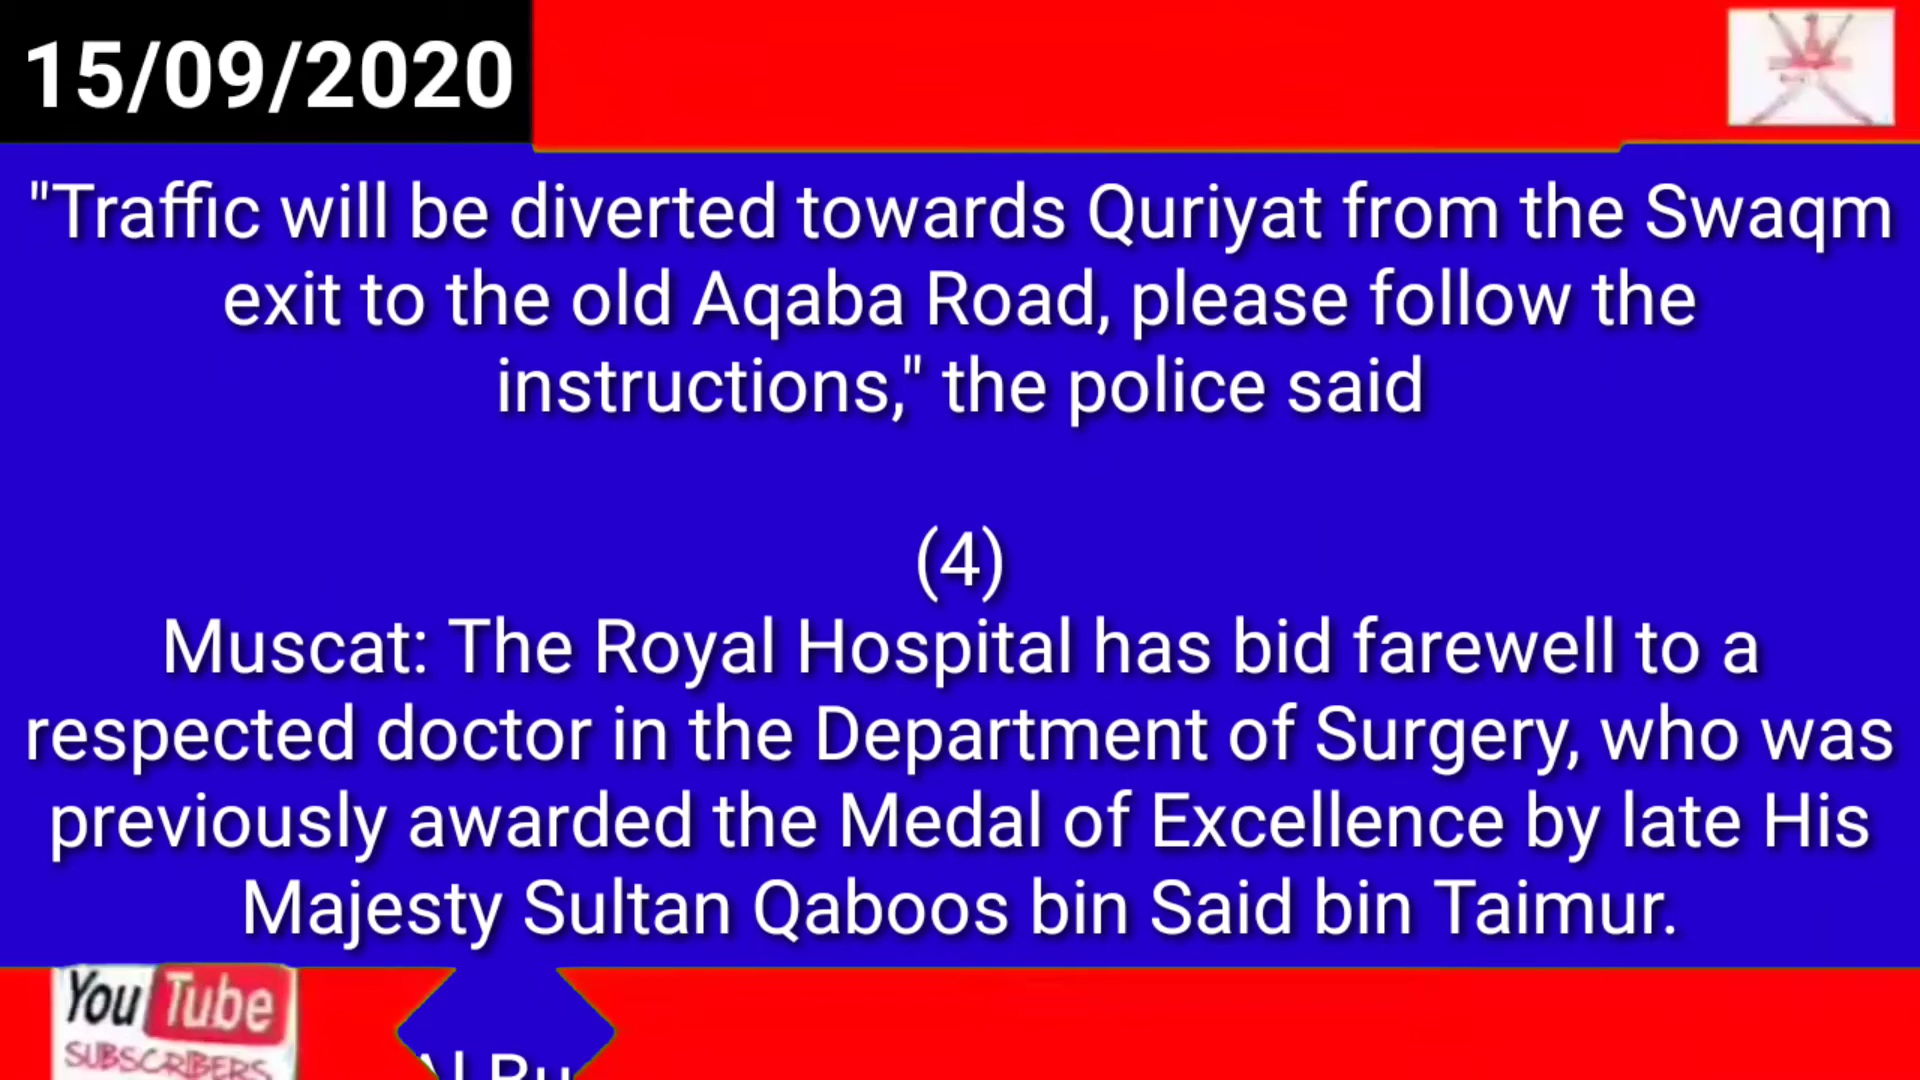 15/09/2020
"Traffic will be diverted towards Quriyat from the Swaqm
exit to the old Aqaba Road, please follow the
instructions," the police said
(4)
Muscat: The Royal Hospital has bid farewell to a
respected doctor in the Department of Surgery, who was
previously awarded the Medal of Excellence by late His
Majesty Sultan Qaboos bin Said bin Taimur.
YouTube
SUBSCRIBERS